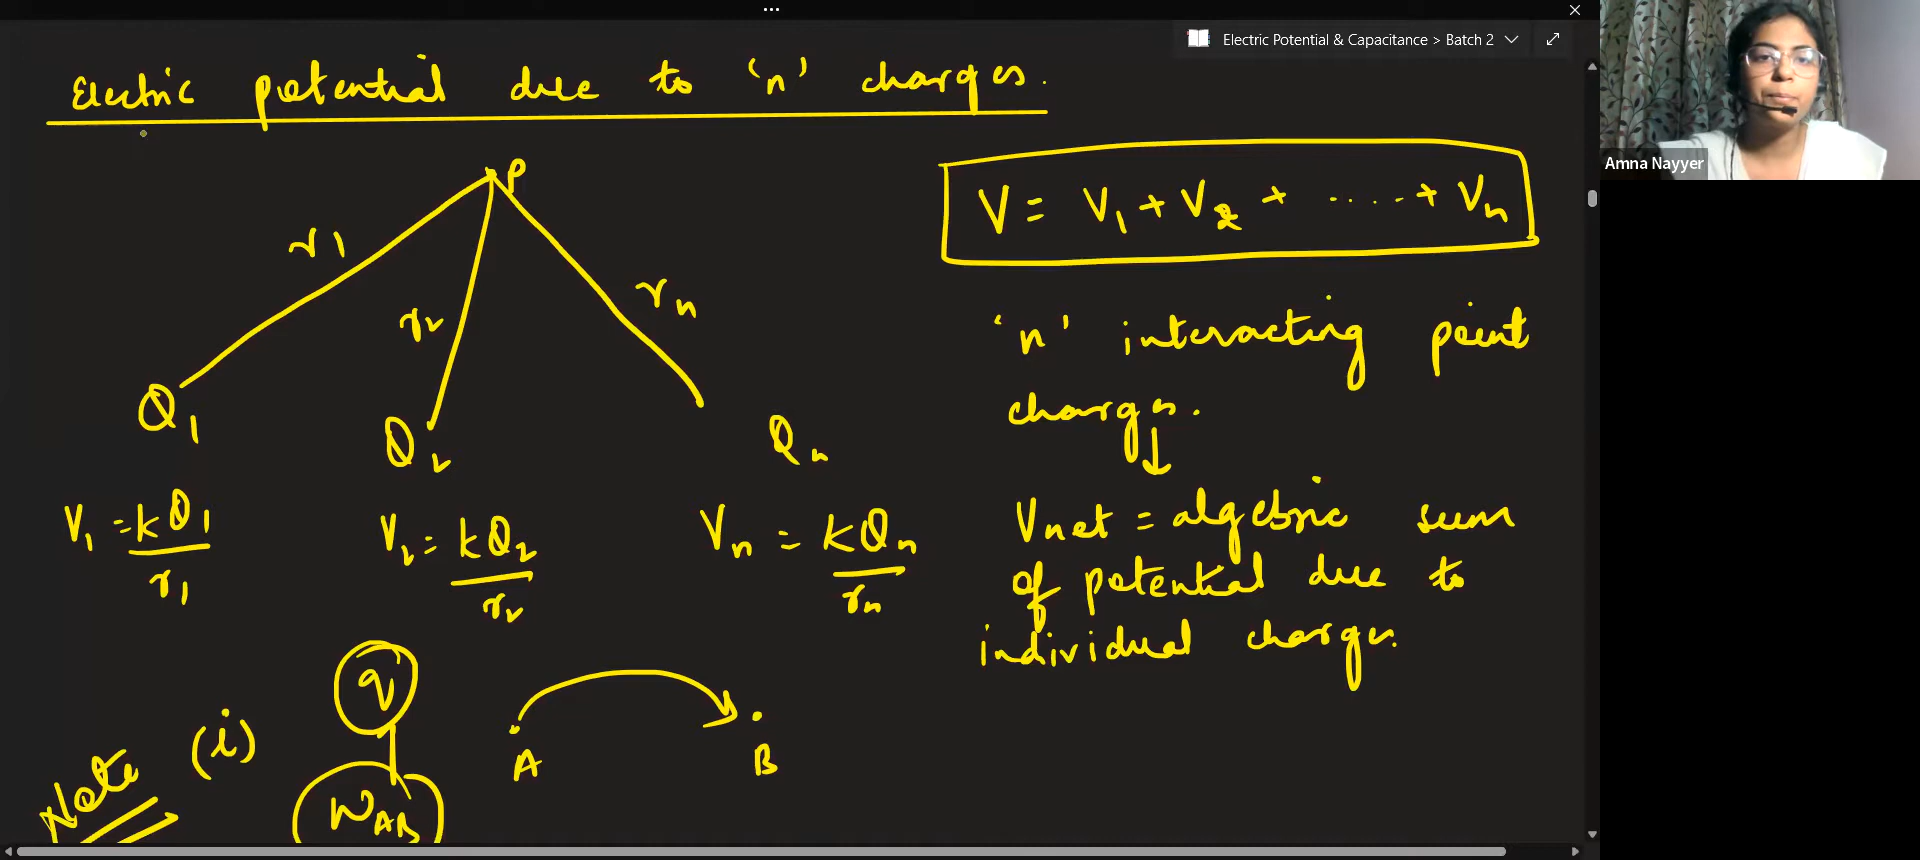 Electric Potential & Capacitance > Batch 2
Amna Nayyer
Electric potential due to 'n' charges.
P
r1
r2
rn
Q1
Q2
Qn
V1 = kQ1/r1
V2 = kQ2/r2
Vn = kQn/rn
V = V1 + V2 + ..... + Vn
'n' interacting point
charges.
↓
Vnet = algebric sum
of potential due to
individual charges.
Note (i)
q
WAB
A
B